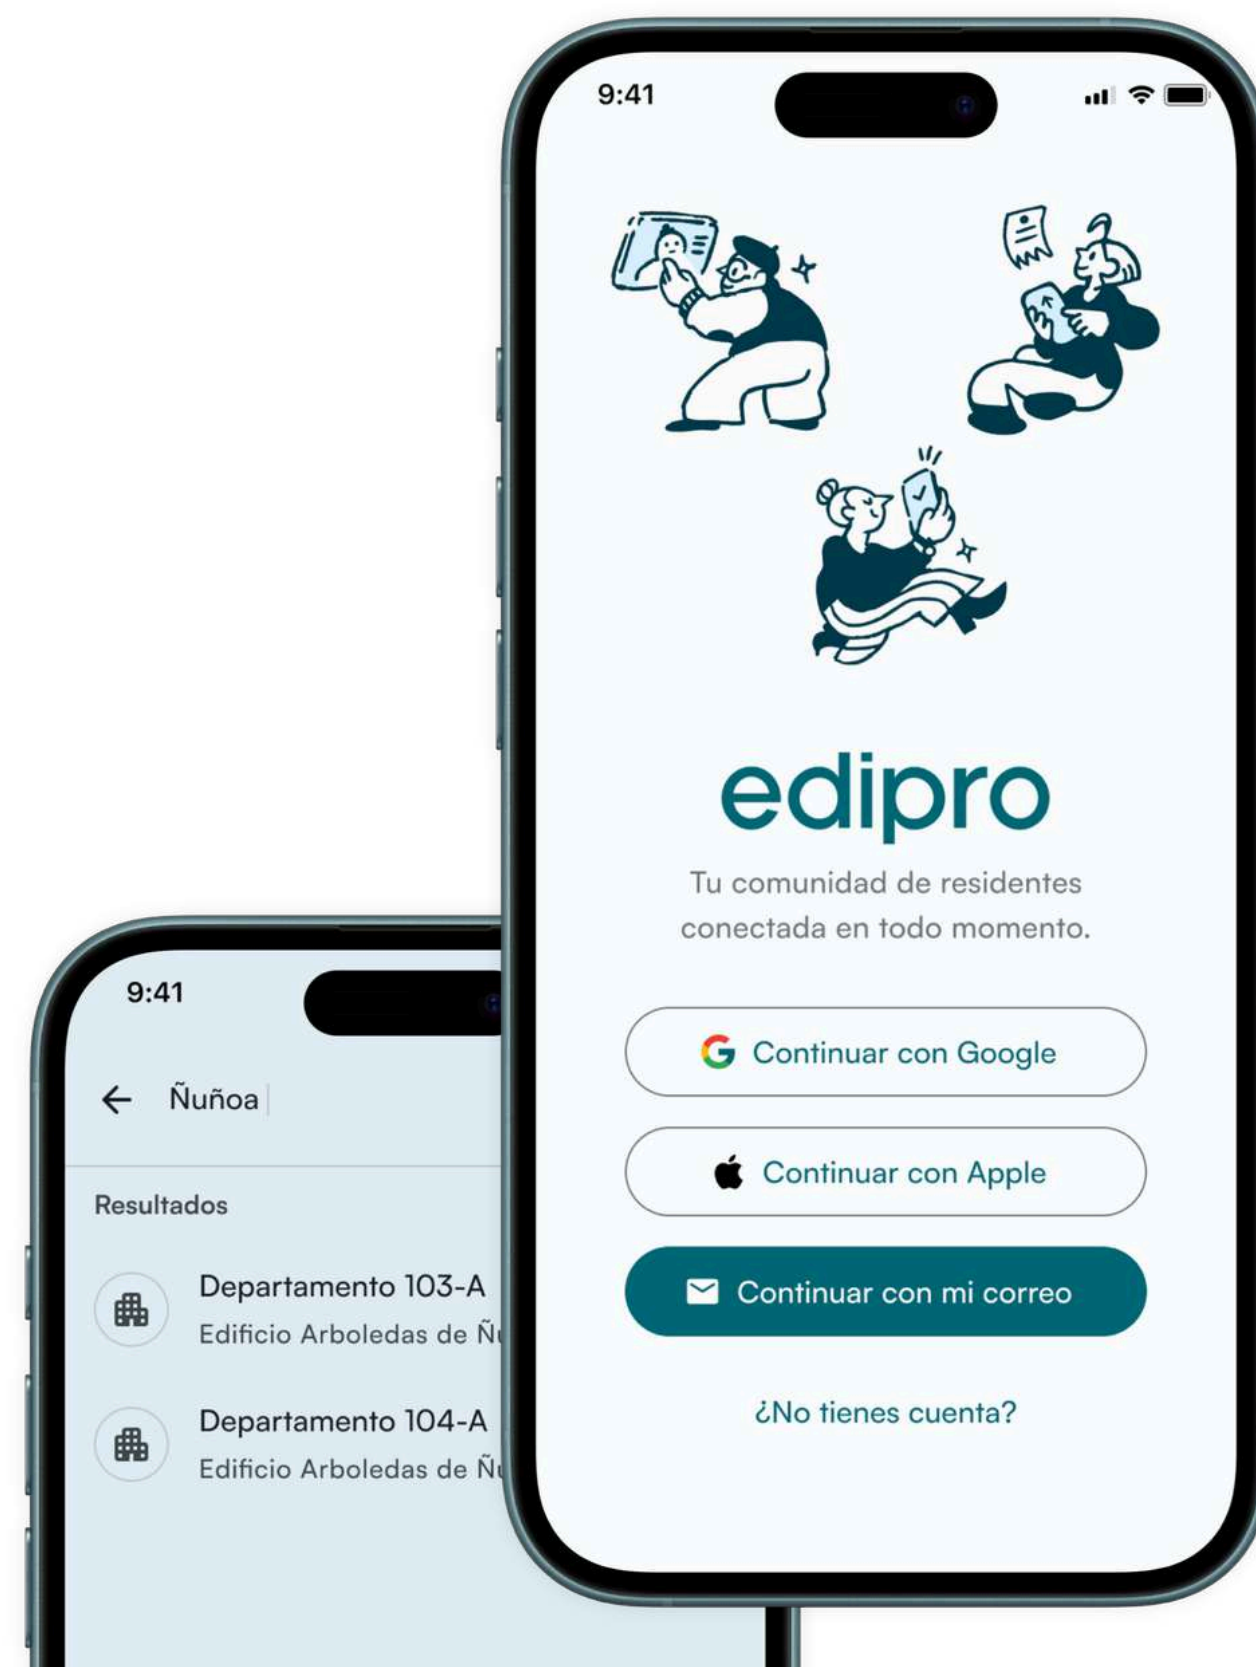 9:41
edipro
Tu comunidad de residentes
conectada en todo momento.
Continuar con Google
Continuar con Apple
Continuar con mi correo
¿No tienes cuenta?
9:41
Ñuñoa
Resultados
Departamento 103-A
Edificio Arboledas de
Departamento 104-A
Edificio Arboledas de